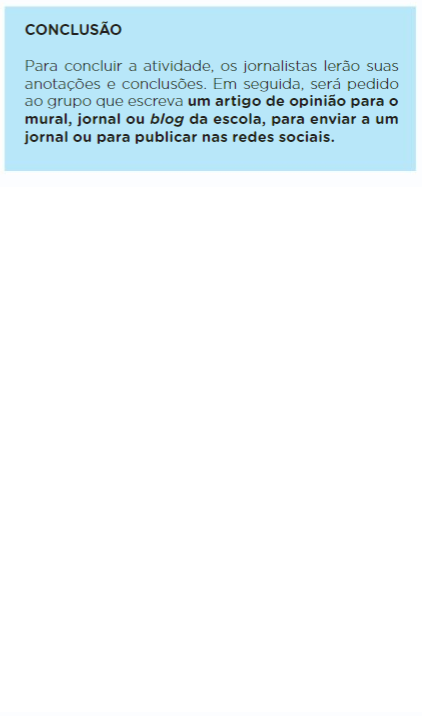 CONCLUSÃO
Para concluir a atividade, os jornalistas lerão suas
anotações e conclusões. Em seguida, será pedido
ao grupo que escreva um artigo de opinião para o
mural, jornal ou blog da escola, para enviar a um
jornal ou para publicar nas redes sociais.